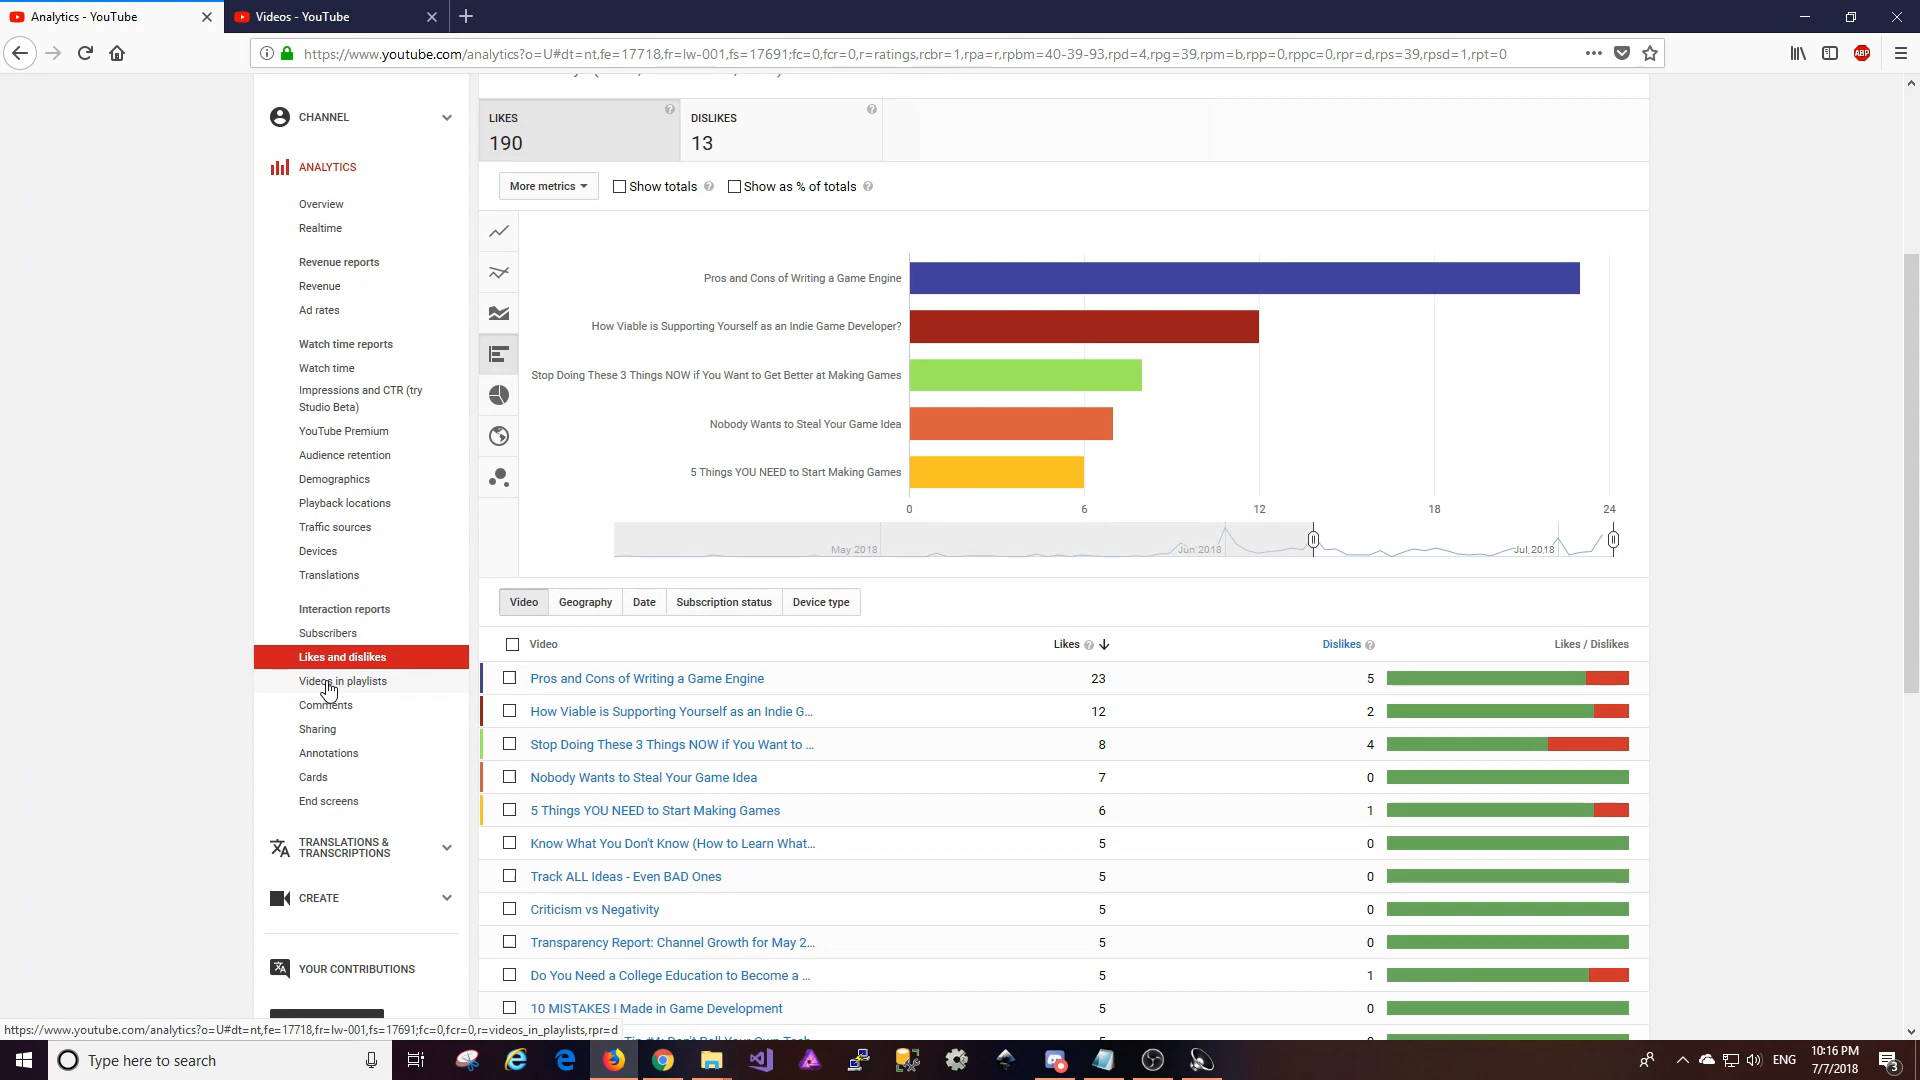 Analytics - YouTube
Videos - YouTube
https://www.youtube.com/analytics?o=U#dt=nt,fe=17718,fr=lw-001,fs=17691;fc=0,fcr=0,r=ratings,rcbr=1,rpa=r,rpbm=40-39-93,rpd=4,rpg=39,rpm=b,rpp=0,rppc=0,rpr=d,rps=39,rpsd=1,rpt=0
ABP
CHANNEL
ANALYTICS
Overview
Realtime
Revenue reports
Revenue
Ad rates
Watch time reports
Watch time
Impressions and CTR (try
Studio Beta)
YouTube Premium
Audience retention
Demographics
Playback locations
Traffic sources
Devices
Translations
Interaction reports
Subscribers
Likes and dislikes
Videos in playlists
Comments
Sharing
Annotations
Cards
End screens
TRANSLATIONS &
TRANSCRIPTIONS
CREATE
YOUR CONTRIBUTIONS
LIKES
190
DISLIKES
13
More metrics
Show totals
Show as % of totals
Pros and Cons of Writing a Game Engine
How Viable is Supporting Yourself as an Indie Game Developer?
Stop Doing These 3 Things NOW if You Want to Get Better at Making Games
Nobody Wants to Steal Your Game Idea
5 Things YOU NEED to Start Making Games
0 6 12 18 24
May 2018 Jun 2018 Jul 2018
Video Geography Date Subscription status Device type
Video Likes Dislikes Likes / Dislikes
Pros and Cons of Writing a Game Engine 23 5
How Viable is Supporting Yourself as an Indie G... 12 2
Stop Doing These 3 Things NOW if You Want to ... 8 4
Nobody Wants to Steal Your Game Idea 7 0
5 Things YOU NEED to Start Making Games 6 1
Know What You Don't Know (How to Learn What... 5 0
Track ALL Ideas - Even BAD Ones 5 0
Criticism vs Negativity 5 0
Transparency Report: Channel Growth for May 2... 5 0
Do You Need a College Education to Become a ... 5 1
10 MISTAKES I Made in Game Development 5 0
https://www.youtube.com/analytics?o=U#dt=nt,fe=17718,fr=lw-001,fs=17691;fc=0,fcr=0,r=videos_in_playlists,rpr=d
Type here to search
ENG
10:16 PM
7/7/2018
3